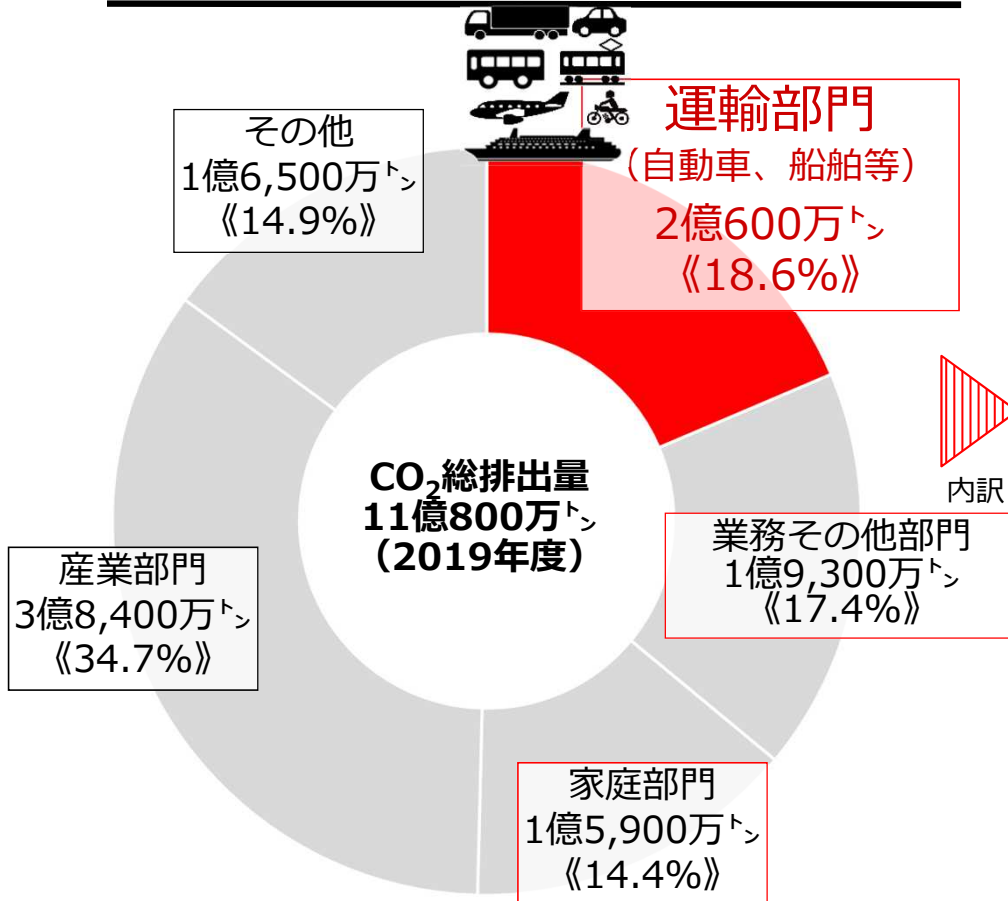 運輸部門
（自動車、船舶等）
2億600万㌧
《18.6%》
その他
1億6,500万㌧
《14.9%》
CO₂総排出量
11億800万㌧
（2019年度）
内訳
業務その他部門
1億9,300万㌧
《17.4%》
産業部門
3億8,400万㌧
《34.7%》
家庭部門
1億5,900万㌧
《14.4%》